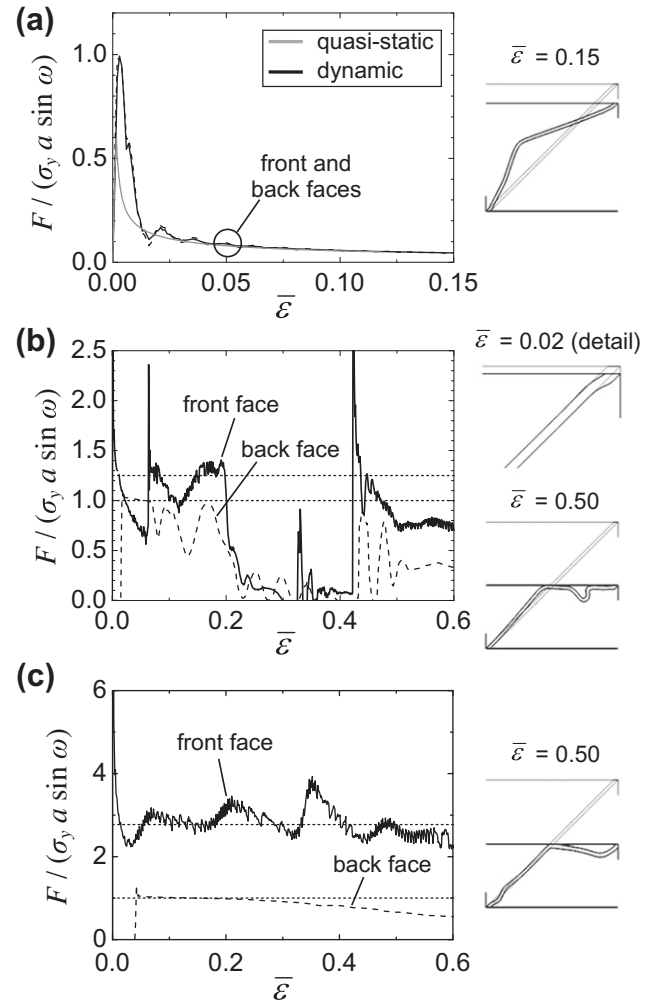 (a)
F / (σy a sin ω)
1.0
0.5
0.0
quasi-static
dynamic
front and
back faces
0.00
0.05
0.10
0.15
ε̅
ε̅ = 0.15
(b)
F / (σy a sin ω)
2.5
2.0
1.5
1.0
0.5
0.0
front face
back face
0.0
0.2
0.4
0.6
ε̅
ε̅ = 0.02 (detail)
ε̅ = 0.50
(c)
F / (σy a sin ω)
6
4
2
0
front face
back face
0.0
0.2
0.4
0.6
ε̅
ε̅ = 0.50